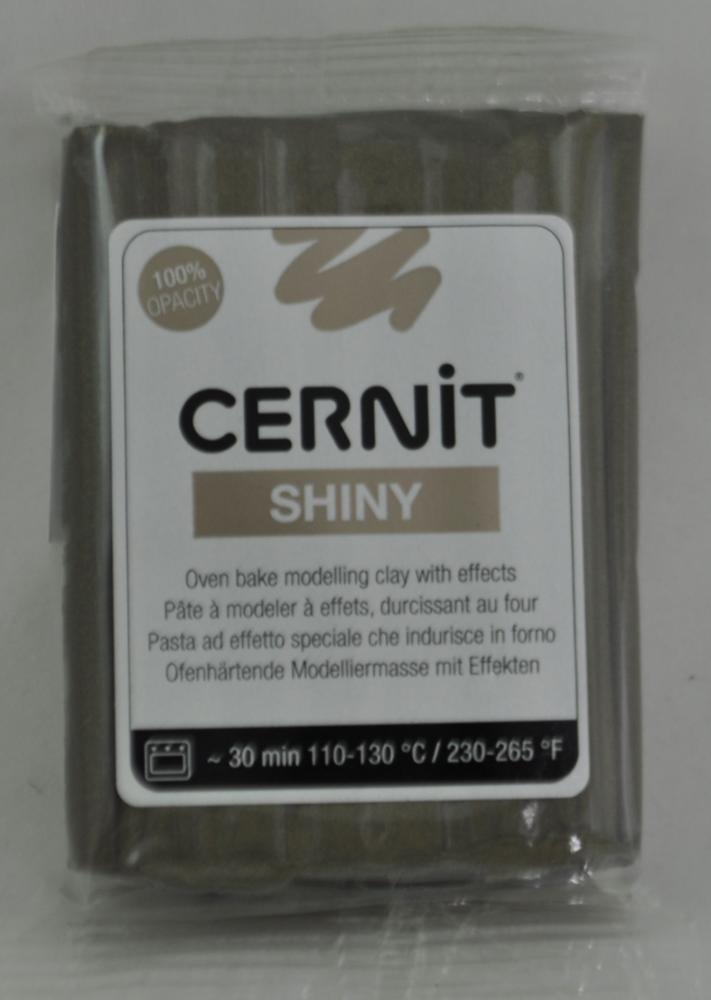 100%
OPACITY
CERNiT®
SHINY
Oven bake modelling clay with effects
Pâte à modeler à effets, durcissant au four
Pasta ad effetto speciale che indurisce in forno
Ofenhärtende Modelliermasse mit Effekten
~ 30 min 110-130 °C / 230-265 °F